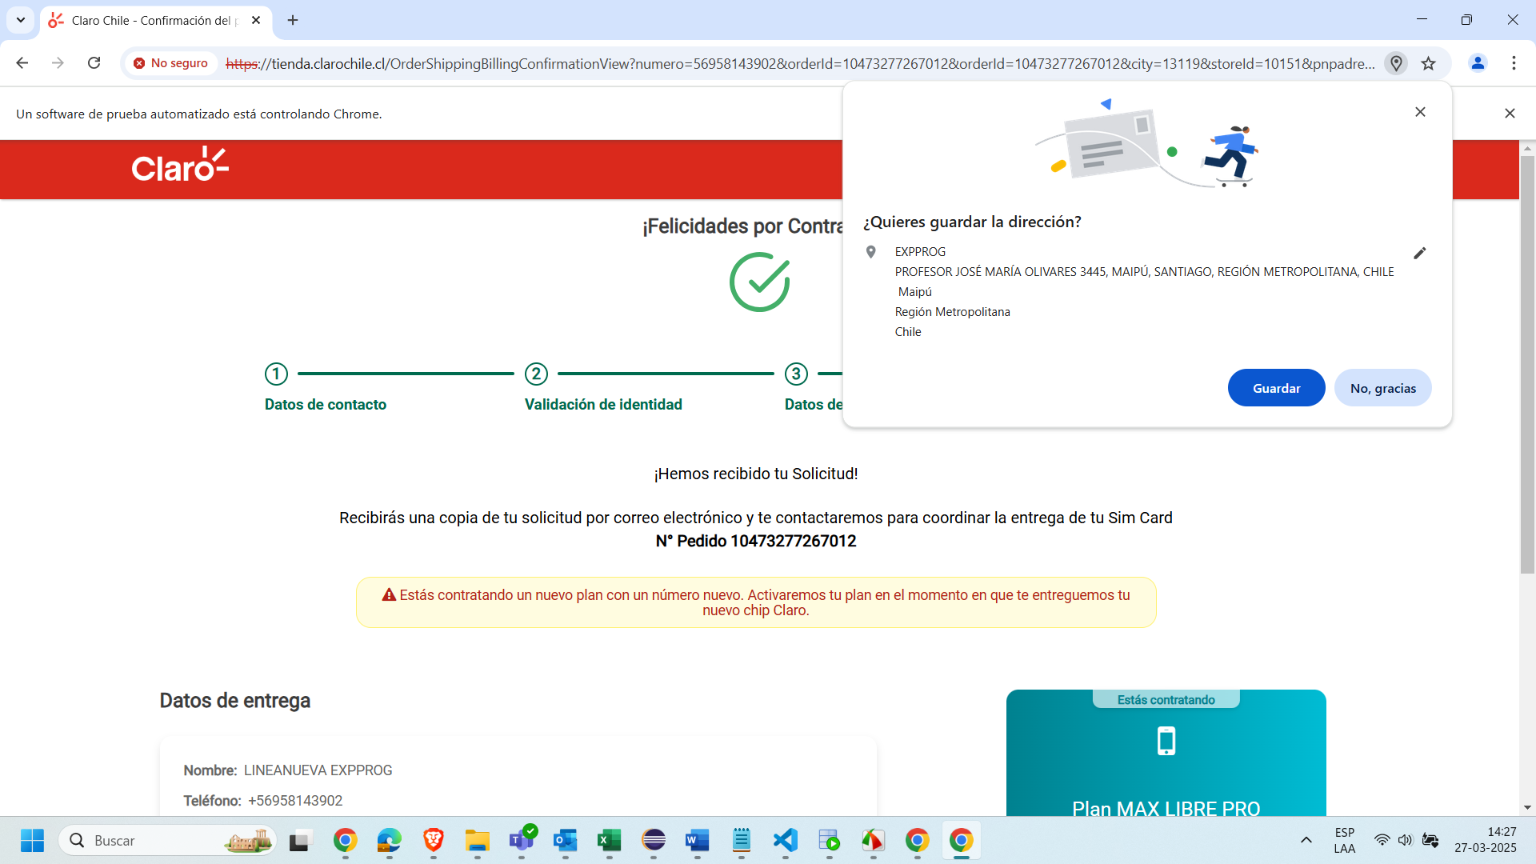 Claro Chile - Confirmación del p
No seguro
https://tienda.clarochile.cl/OrderShippingBillingConfirmationView?numero=56958143902&orderId=10473277267012&orderId=10473277267012&city=13119&storeId=10151&pnpadre...
Un software de prueba automatizado está controlando Chrome.
Claro
¡Felicidades por Contra
¿Quieres guardar la dirección?
EXPPROG
PROFESOR JOSÉ MARÍA OLIVARES 3445, MAIPÚ, SANTIAGO, REGIÓN METROPOLITANA, CHILE
Maipú
Región Metropolitana
Chile
Guardar
No, gracias
1
2
3
Datos de contacto
Validación de identidad
Datos de
¡Hemos recibido tu Solicitud!
Recibirás una copia de tu solicitud por correo electrónico y te contactaremos para coordinar la entrega de tu Sim Card
N° Pedido 10473277267012
Estás contratando un nuevo plan con un número nuevo. Activaremos tu plan en el momento en que te entreguemos tu
nuevo chip Claro.
Datos de entrega
Nombre: LINEANUEVA EXPPROG
Teléfono: +56958143902
Estás contratando
Plan MAX LIBRE PRO
Buscar
ESP
LAA
14:27
27-03-2025